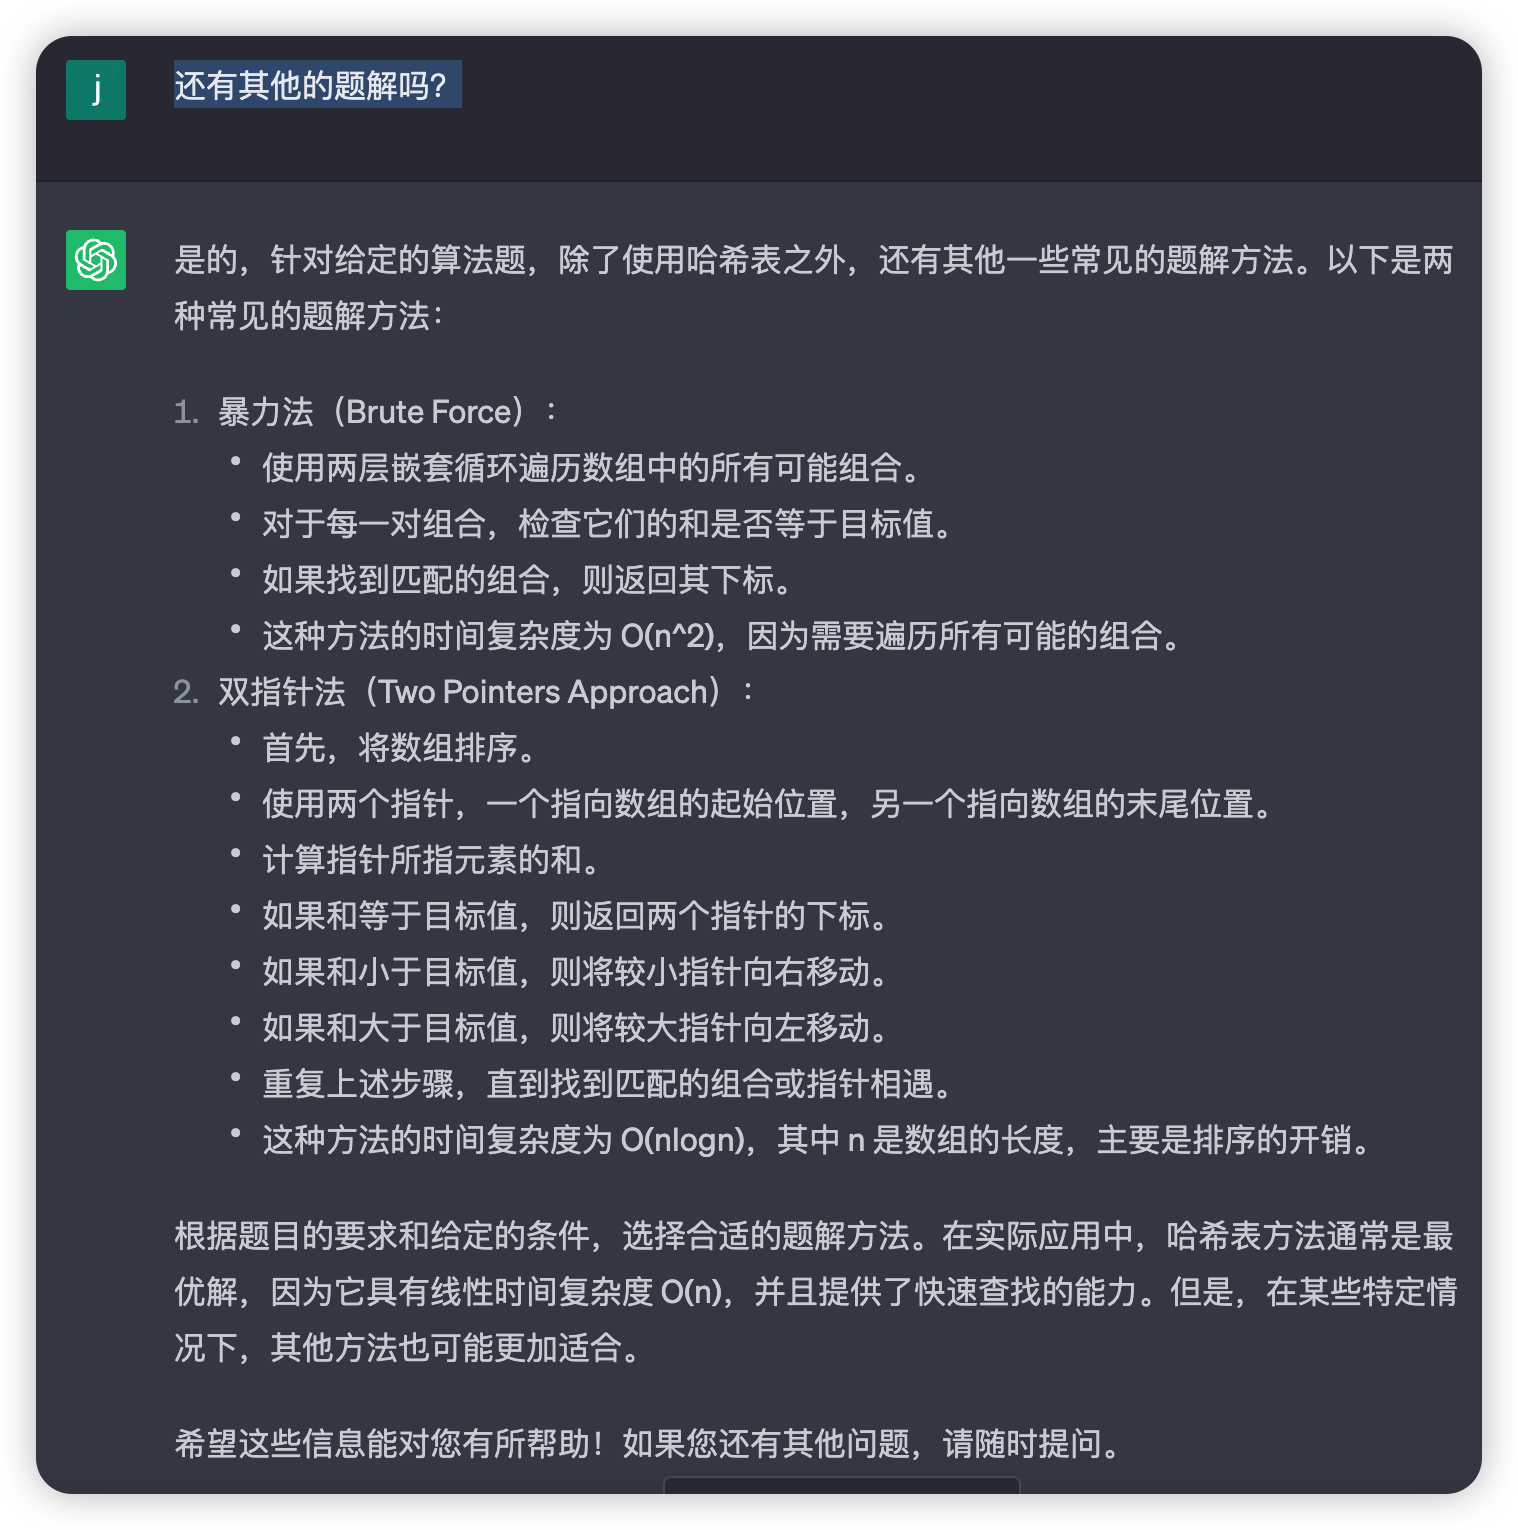 j
还有其他的题解吗？
是的，针对给定的算法题，除了使用哈希表之外，还有其他一些常见的题解方法。以下是两
种常见的题解方法：
1. 暴力法（Brute Force）：
• 使用两层嵌套循环遍历数组中的所有可能组合。
• 对于每一对组合，检查它们的和是否等于目标值。
• 如果找到匹配的组合，则返回其下标。
• 这种方法的时间复杂度为 O(n^2)，因为需要遍历所有可能的组合。
2. 双指针法（Two Pointers Approach）：
• 首先，将数组排序。
• 使用两个指针，一个指向数组的起始位置，另一个指向数组的末尾位置。
• 计算指针所指元素的和。
• 如果和等于目标值，则返回两个指针的下标。
• 如果和小于目标值，则将较小指针向右移动。
• 如果和大于目标值，则将较大指针向左移动。
• 重复上述步骤，直到找到匹配的组合或指针相遇。
• 这种方法的时间复杂度为 O(nlogn)，其中 n 是数组的长度，主要是排序的开销。
根据题目的要求和给定的条件，选择合适的题解方法。在实际应用中，哈希表方法通常是最
优解，因为它具有线性时间复杂度 O(n)，并且提供了快速查找的能力。但是，在某些特定情
况下，其他方法也可能更加适合。
希望这些信息能对您有所帮助！如果您还有其他问题，请随时提问。